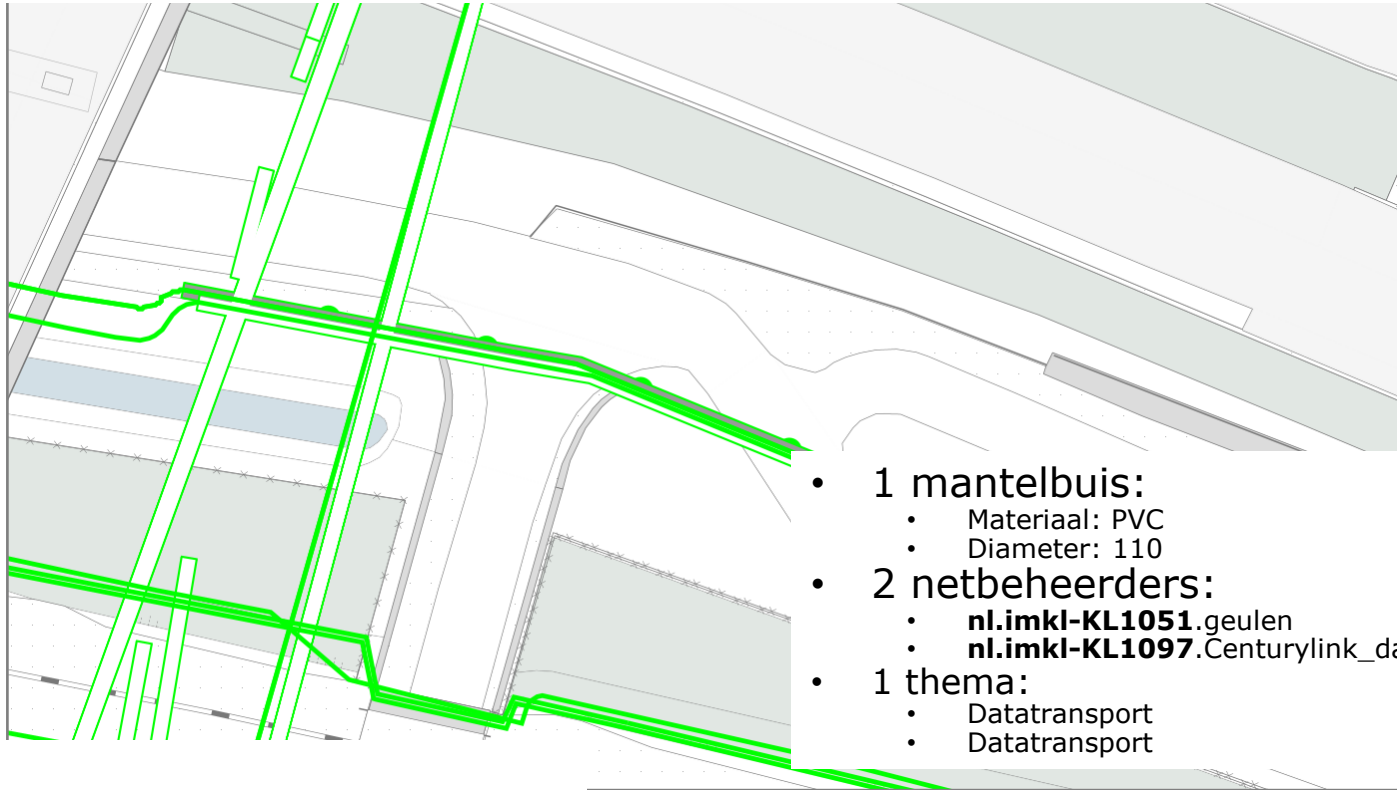 • 1 mantelbuis:
• Materiaal: PVC
• Diameter: 110
• 2 netbeheerders:
• nl.imkl-KL1051.geulen
• nl.imkl-KL1097.Centurylink_da
• 1 thema:
• Datatransport
• Datatransport